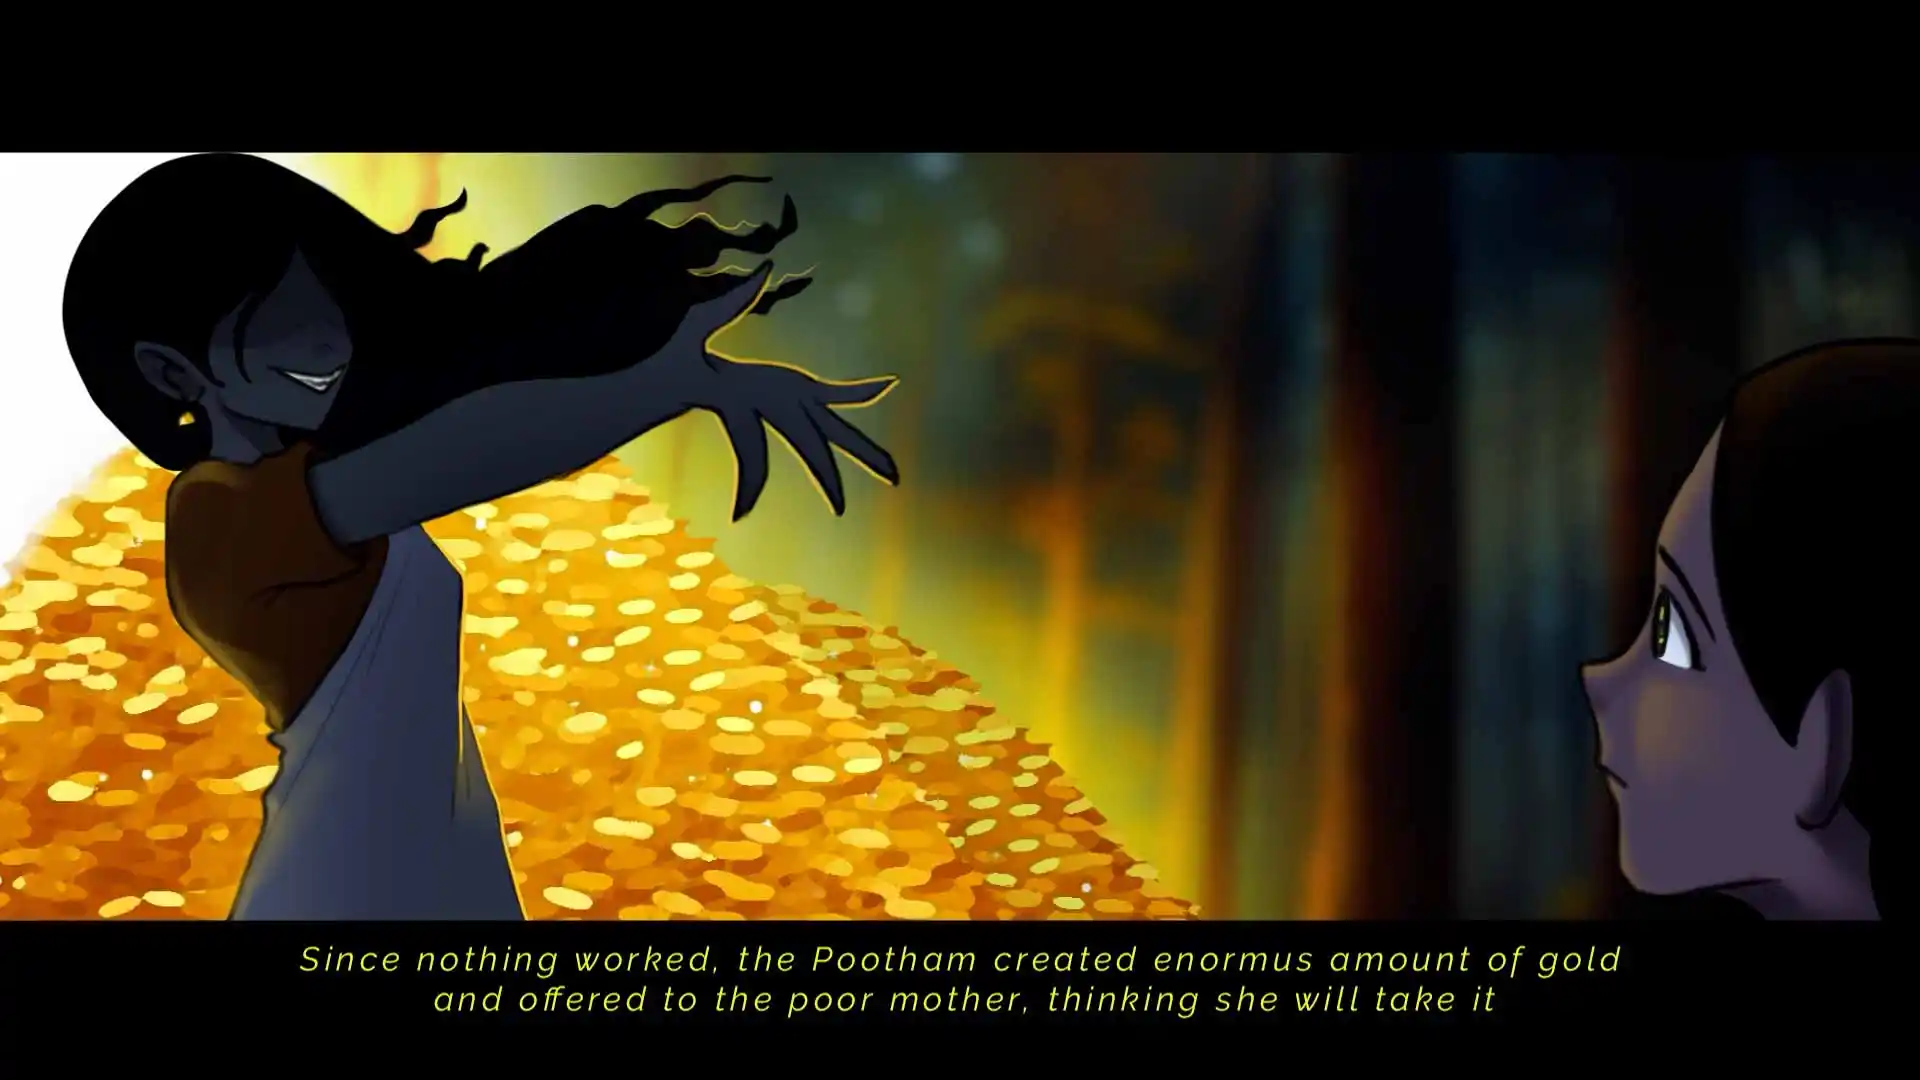 Since nothing worked, the Pootham created enormus amount of gold
and offered to the poor mother, thinking she will take it